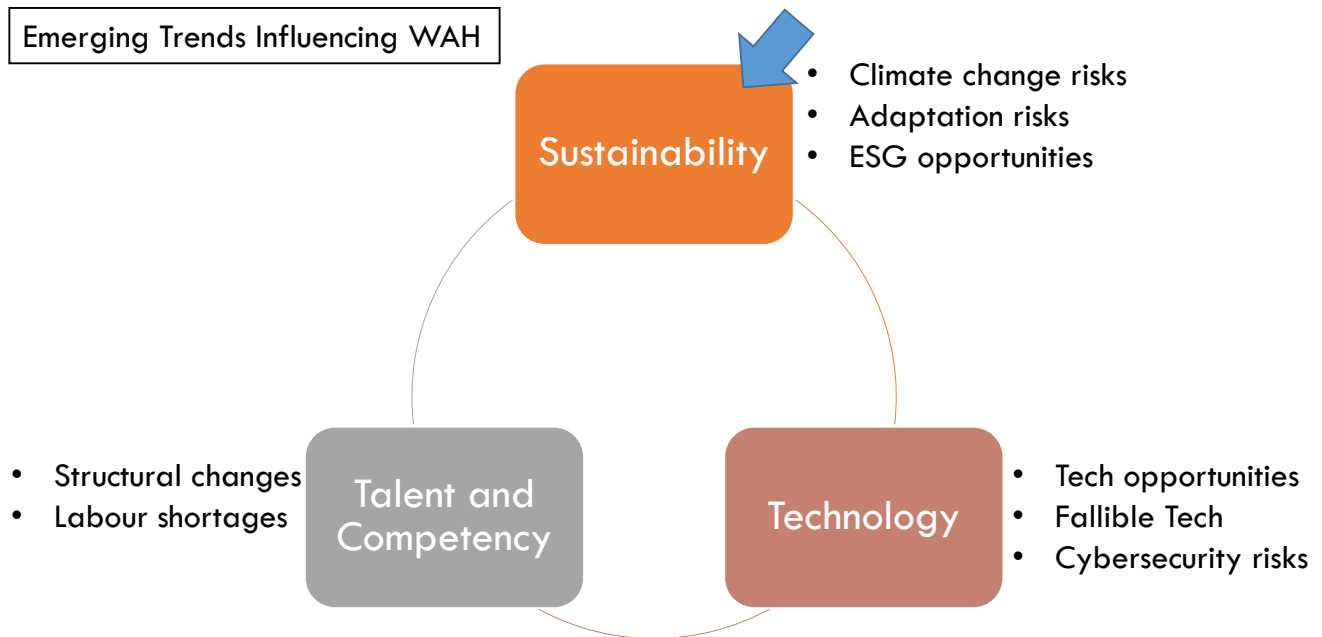 Emerging Trends Influencing WAH
Sustainability
• Climate change risks
• Adaptation risks
• ESG opportunities
• Structural changes
• Labour shortages
Talent and
Competency
Technology
• Tech opportunities
• Fallible Tech
• Cybersecurity risks